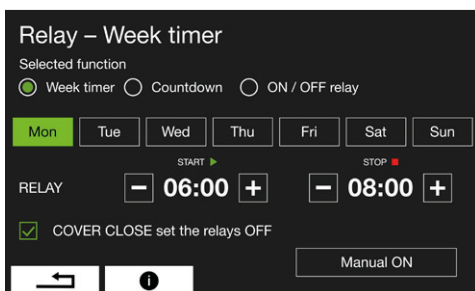 Relay – Week timer
Selected function
Week timer Countdown ON / OFF relay
Mon Tue Wed Thu Fri Sat Sun
START STOP
RELAY − 06:00 + − 08:00 +
COVER CLOSE set the relays OFF
Manual ON
i